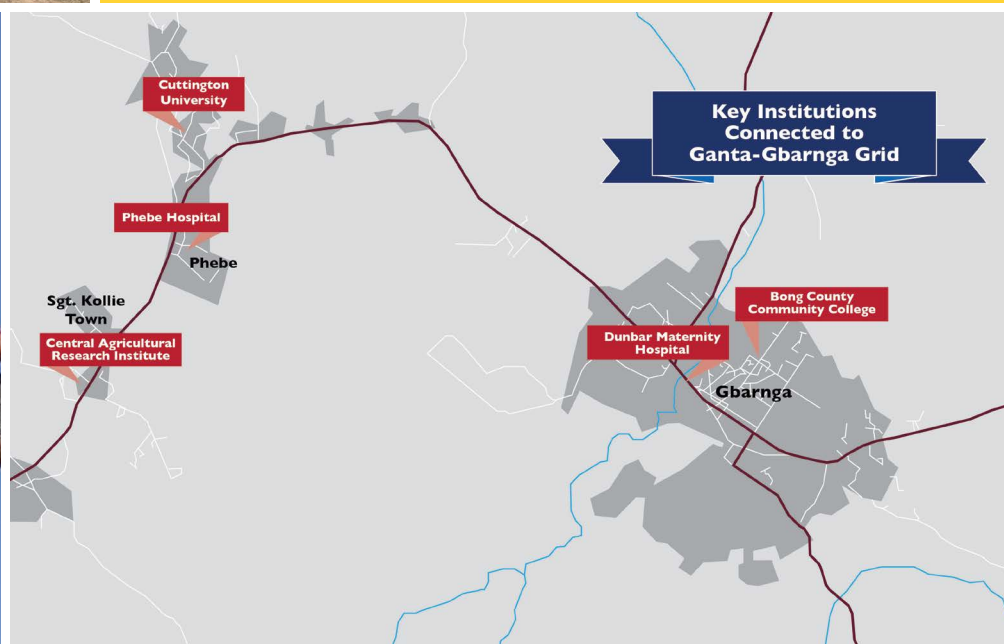 Key Institutions
Connected to
Ganta-Gbarnga Grid
Cuttington
University
Phebe Hospital
Phebe
Sgt. Kollie
Town
Central Agricultural
Research Institute
Bong County
Community College
Dunbar Maternity
Hospital
Gbarnga